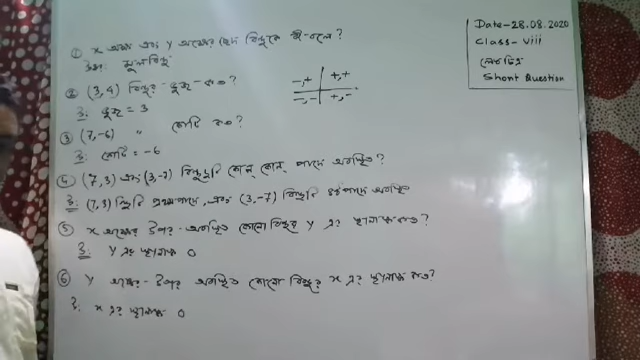 Date-28.08.2020
Class-viii
লেখচিত্র
Short Question
① x অক্ষ এবং y অক্ষের ছেদ বিন্দুকে কী বলে?
উঃ মূলবিন্দু
② (3,4) বিন্দুর ভুজ কত?
উঃ ভুজ = 3
-,+ +,+
-,- +,-
③ (7,-6) " কোটি কত?
উঃ কোটি = -6
④ (7,3) এবং (3,-7) বিন্দুদুটি কোন্ কোন্ পাদে অবস্থিত?
উঃ (7,3) বিন্দুটি প্রথমপাদে, এবং (3,-7) বিন্দুটি চতুর্থপাদে অবস্থিত
⑤ x অক্ষের উপর অবস্থিত কোনো বিন্দুর y এর স্থানাঙ্ক কত?
উঃ y এর স্থানাঙ্ক 0
⑥ y অক্ষের উপর অবস্থিত কোনো বিন্দুর x এর স্থানাঙ্ক কত?
উঃ x এর স্থানাঙ্ক 0